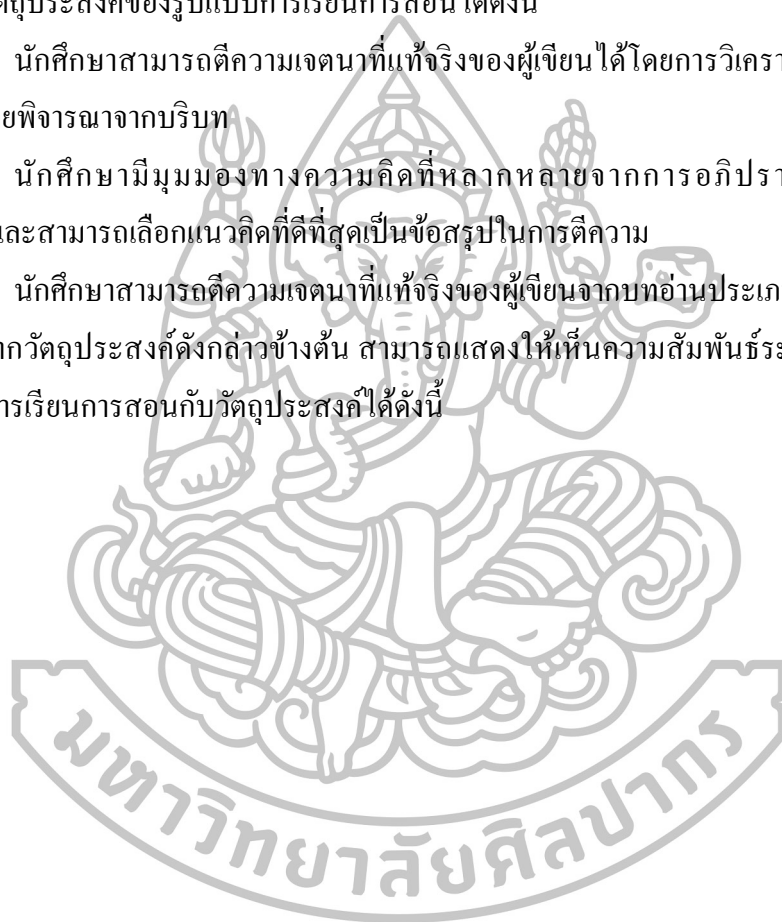 ตถุประสงค์ของรูปแบบการเรียนการสอนได้ดังนี้
นักศึกษาสามารถตีความเจตนาที่แท้จริงของผู้เขียนได้โดยการวิเครา
ยพิจารณาจากบริบท
นักศึกษามีมุมมองทางความคิดที่หลากหลายจากการอภิปรา
และสามารถเลือกแนวคิดที่ดีที่สุดเป็นข้อสรุปในการตีความ
นักศึกษาสามารถตีความเจตนาที่แท้จริงของผู้เขียนจากบทอ่านประเภ
ากวัตถุประสงค์ดังกล่าวข้างต้น สามารถแสดงให้เห็นความสัมพันธ์ระ
ารเรียนการสอนกับวัตถุประสงค์ได้ดังนี้
มหาวิทยาลัยศิลปากร